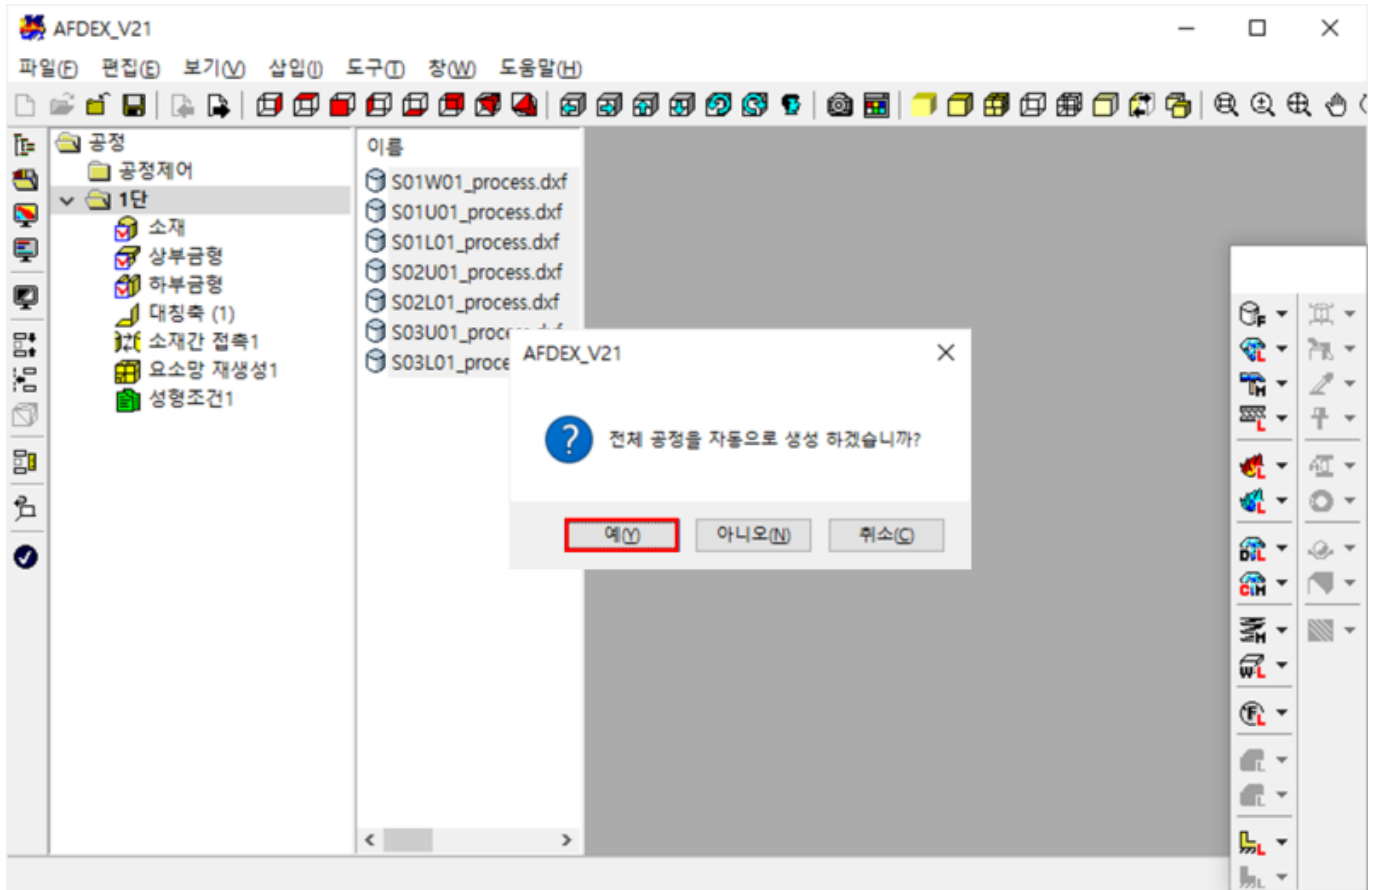 AFDEX_V21
파일(F) 편집(E) 보기(V) 삽입(I) 도구(T) 창(W) 도움말(H)
공정
공정제어
1단
소재
상부금형
하부금형
대칭축 (1)
소재간 접촉1
요소망 재생성1
성형조건1
이름
S01W01_process.dxf
S01U01_process.dxf
S01L01_process.dxf
S02U01_process.dxf
S02L01_process.dxf
S03U01_proce
S03L01_proce
AFDEX_V21
전체 공정을 자동으로 생성 하겠습니까?
예(Y) 아니오(N) 취소(C)